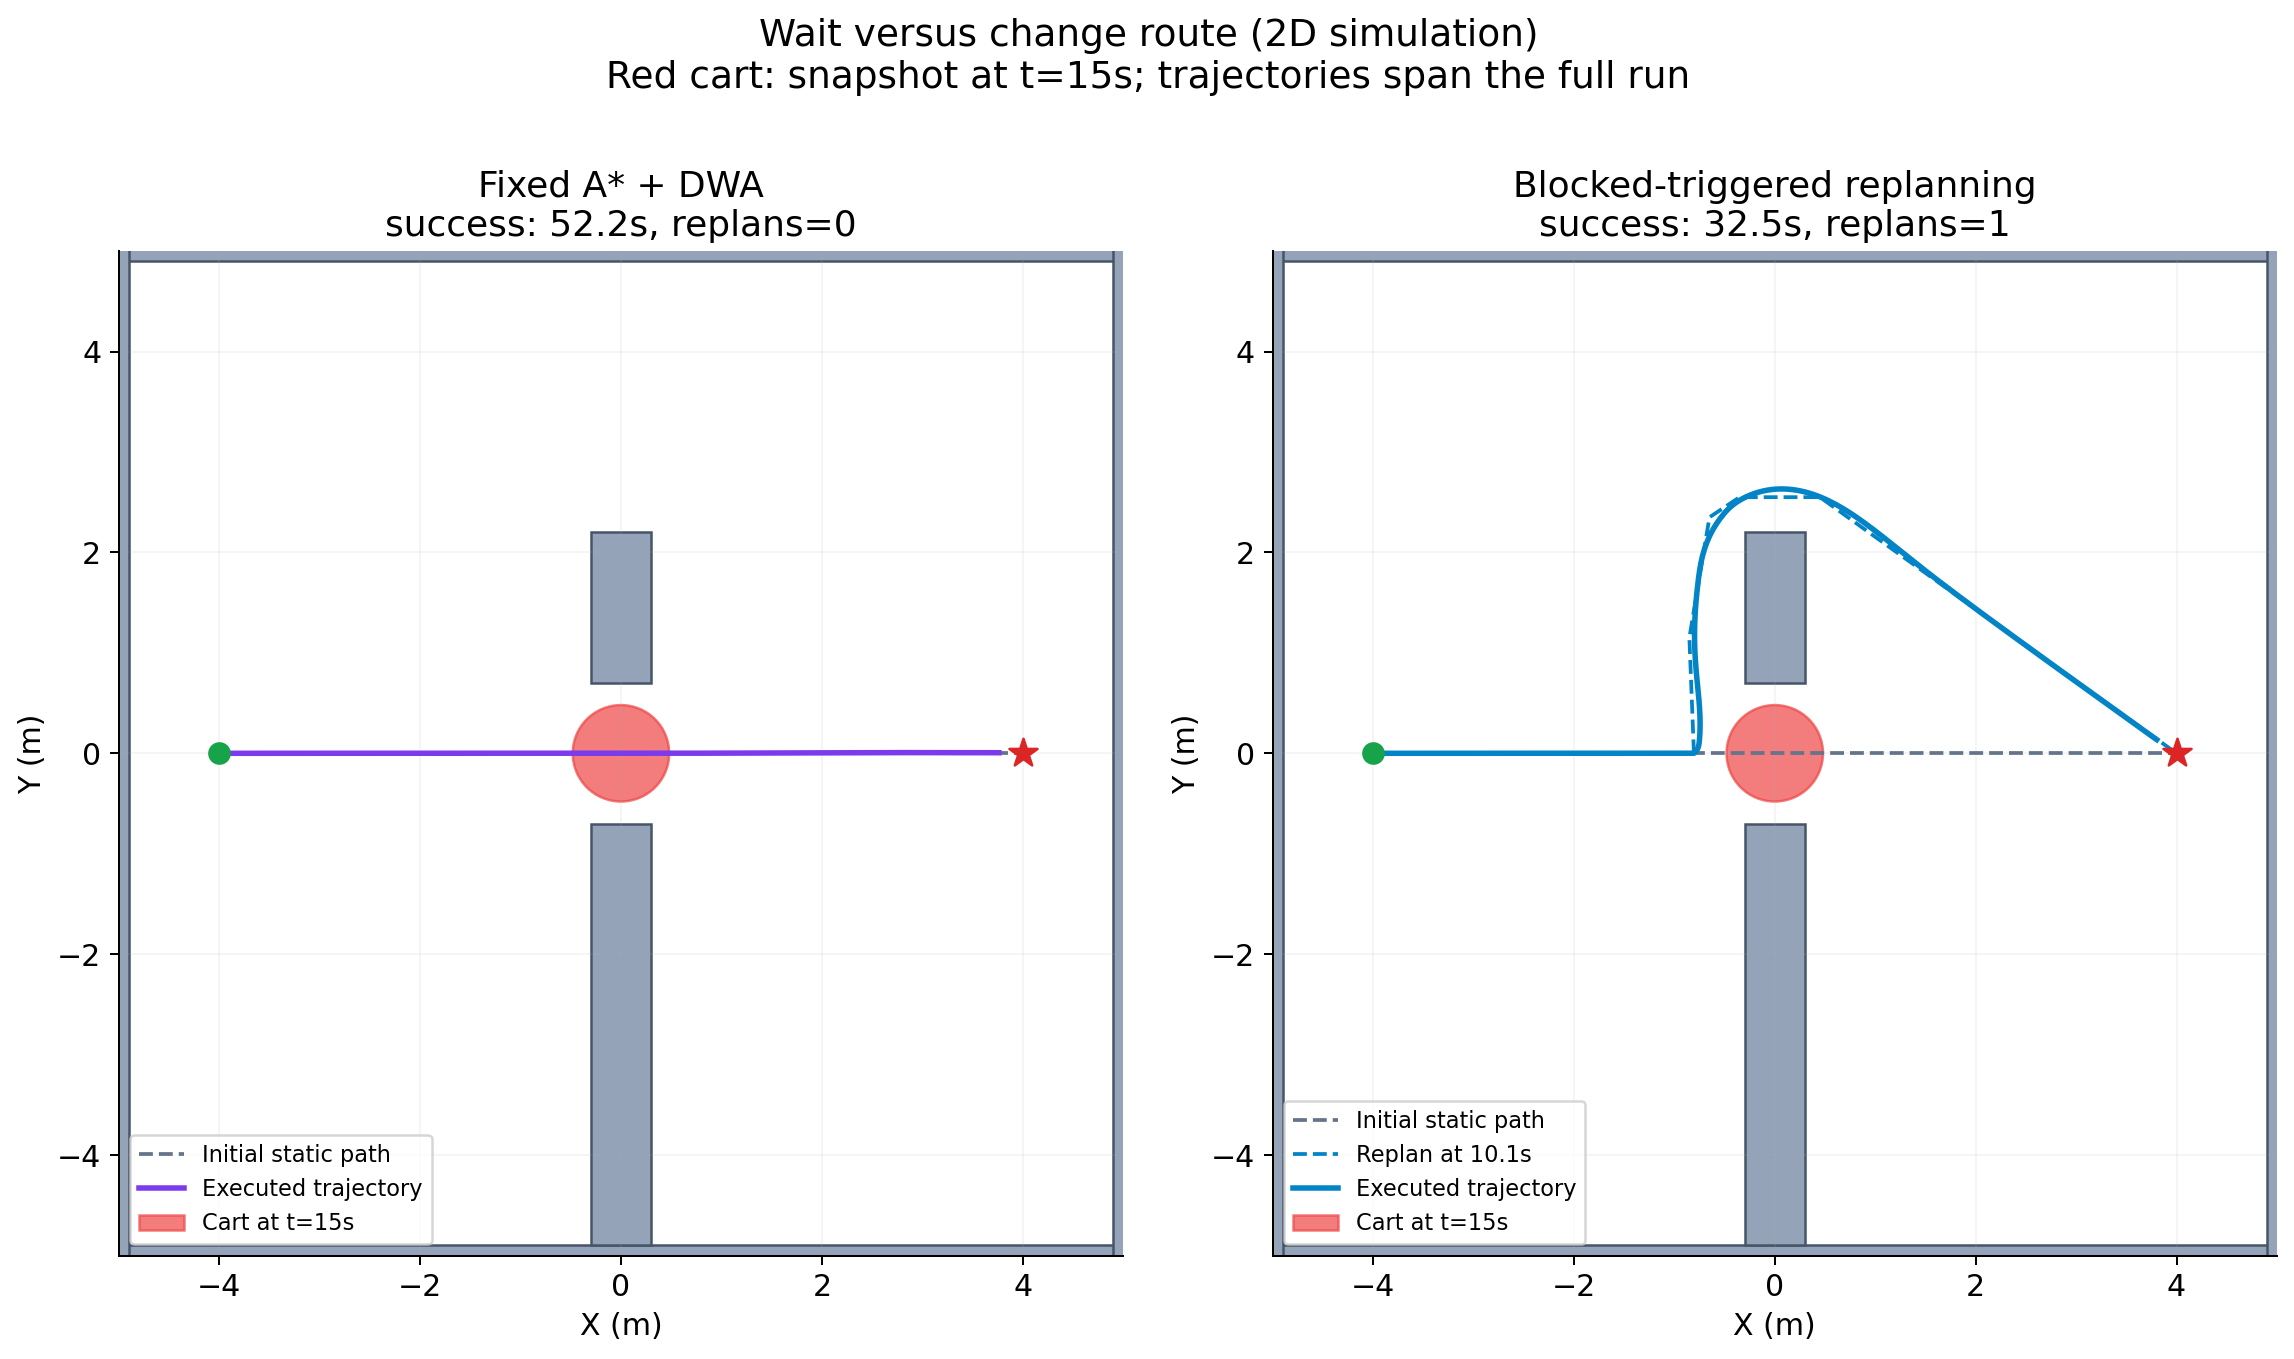 Wait versus change route (2D simulation)
Red cart: snapshot at t=15s; trajectories span the full run
Fixed A* + DWA
success: 52.2s, replans=0
4
2
0
−2
−4
Y (m)
Initial static path
Executed trajectory
Cart at t=15s
−4
−2
0
2
4
X (m)
Blocked-triggered replanning
success: 32.5s, replans=1
4
2
0
−2
−4
Y (m)
Initial static path
Replan at 10.1s
Executed trajectory
Cart at t=15s
−4
−2
0
2
4
X (m)